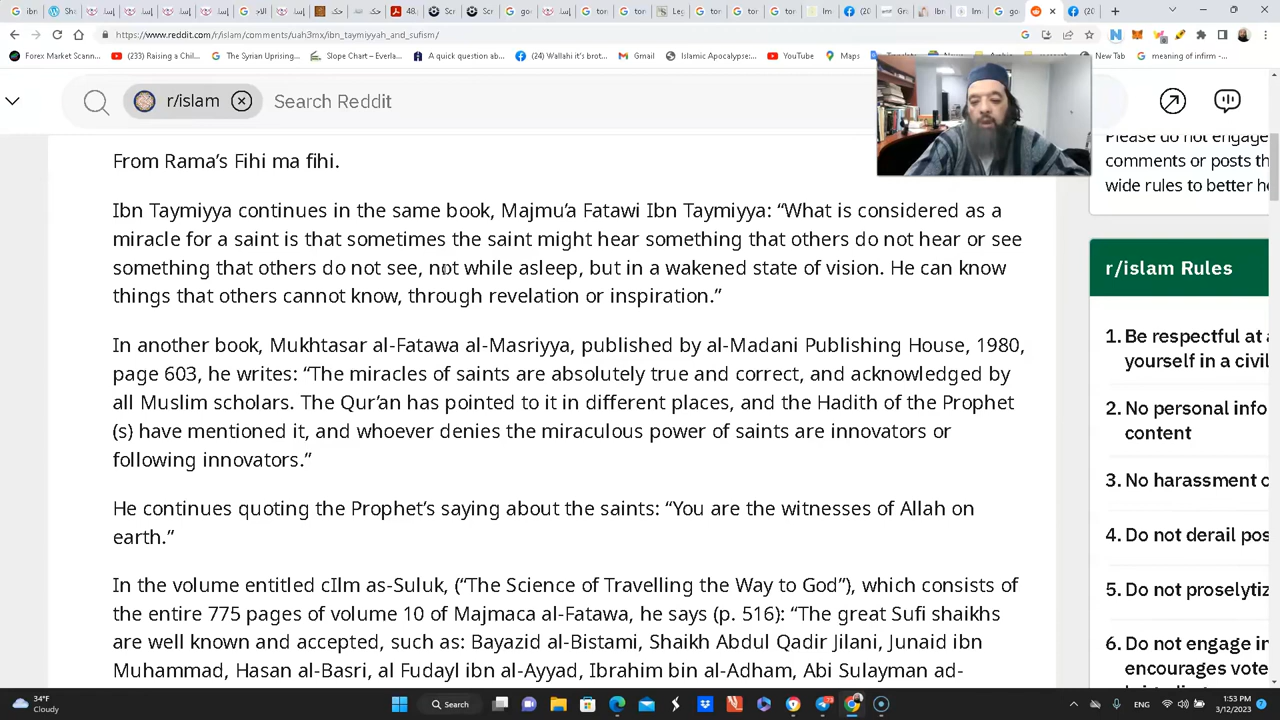 https://www.reddit.com/r/islam/comments/uah3mx/ibn_taymiyyah_and_sufism/
Forex Market Scann...
(233) Raising a Chil...
The Syrian Uprising...
Slope Chart – Everla...
A quick question ab...
(24) Wallahi it's brot...
Gmail
Islamic Apocalypse:...
YouTube
Maps
New Tab
meaning of infirm -...
r/islam
Search Reddit
Please do not engage
comments or posts th
wide rules to better he
From Rama's Fihi ma fihi.
Ibn Taymiyya continues in the same book, Majmu'a Fatawi Ibn Taymiyya: "What is considered as a
miracle for a saint is that sometimes the saint might hear something that others do not hear or see
something that others do not see, not while asleep, but in a wakened state of vision. He can know
things that others cannot know, through revelation or inspiration."
In another book, Mukhtasar al-Fatawa al-Masriyya, published by al-Madani Publishing House, 1980,
page 603, he writes: "The miracles of saints are absolutely true and correct, and acknowledged by
all Muslim scholars. The Qur'an has pointed to it in different places, and the Hadith of the Prophet
(s) have mentioned it, and whoever denies the miraculous power of saints are innovators or
following innovators."
He continues quoting the Prophet's saying about the saints: "You are the witnesses of Allah on
earth."
In the volume entitled cIlm as-Suluk, ("The Science of Travelling the Way to God"), which consists of
the entire 775 pages of volume 10 of Majmaca al-Fatawa, he says (p. 516): "The great Sufi shaikhs
are well known and accepted, such as: Bayazid al-Bistami, Shaikh Abdul Qadir Jilani, Junaid ibn
Muhammad, Hasan al-Basri, al Fudayl ibn al-Ayyad, Ibrahim bin al-Adham, Abi Sulayman ad-
r/islam Rules
1. Be respectful at
yourself in a civil
2. No personal info
content
3. No harassment
4. Do not derail pos
5. Do not proselytiz
6. Do not engage in
encourages vote
34°F
Cloudy
Search
ENG
1:53 PM
3/12/2023